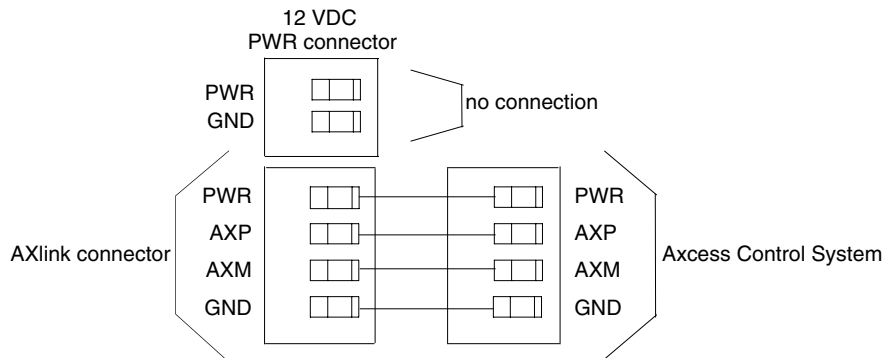 12 VDC
PWR connector
PWR
GND
no connection
AXlink connector
PWR
AXP
AXM
GND
PWR
AXP
AXM
GND
Axcess Control System